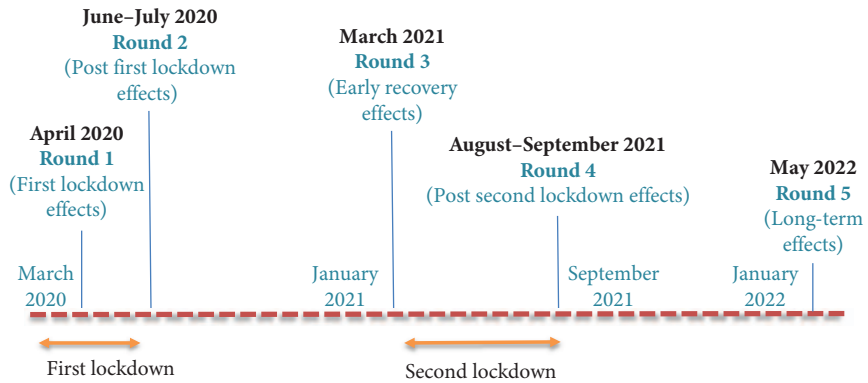 June–July 2020
Round 2
(Post first lockdown
effects)
March 2021
Round 3
(Early recovery
effects)
April 2020
Round 1
(First lockdown
effects)
August–September 2021
Round 4
(Post second lockdown effects)
May 2022
Round 5
(Long-term
effects)
March
2020
January
2021
September
2021
January
2022
First lockdown
Second lockdown